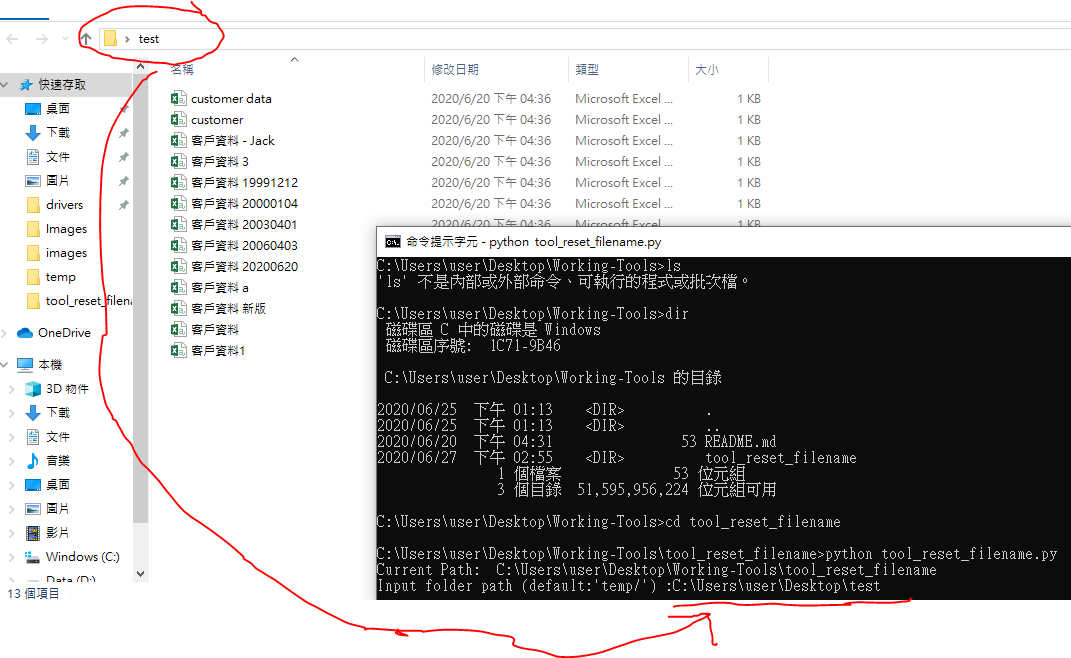 test
名稱
修改日期
類型
大小
快速存取
桌面
下載
文件
圖片
drivers
Images
images
temp
tool_reset_filena
OneDrive
本機
3D 物件
下載
文件
音樂
桌面
圖片
影片
Windows (C:)
Data (D:)
13 個項目
customer data 2020/6/20 下午 04:36 Microsoft Excel ... 1 KB
customer 2020/6/20 下午 04:36 Microsoft Excel ... 1 KB
客戶資料 - Jack 2020/6/20 下午 04:36 Microsoft Excel ... 1 KB
客戶資料 3 2020/6/20 下午 04:36 Microsoft Excel ... 1 KB
客戶資料 19991212 2020/6/20 下午 04:36 Microsoft Excel ... 1 KB
客戶資料 20000104 2020/6/20 下午 04:36 Microsoft Excel ... 1 KB
客戶資料 20030401 2020/6/20 下午 04:36 Microsoft Excel ... 1 KB
客戶資料 20060403
客戶資料 20200620
客戶資料 a
客戶資料 新版
客戶資料
客戶資料1
命令提示字元 - python tool_reset_filename.py
C:\Users\user\Desktop\Working-Tools>ls
'ls' 不是內部或外部命令、可執行的程式或批次檔。
C:\Users\user\Desktop\Working-Tools>dir
磁碟區 C 中的磁碟是 Windows
磁碟區序號: 1C71-9B46
C:\Users\user\Desktop\Working-Tools 的目錄
2020/06/25 下午 01:13 <DIR> .
2020/06/25 下午 01:13 <DIR> ..
2020/06/20 下午 04:31 53 README.md
2020/06/27 下午 02:55 <DIR> tool_reset_filename
1 個檔案 53 位元組
3 個目錄 51,595,956,224 位元組可用
C:\Users\user\Desktop\Working-Tools>cd tool_reset_filename
C:\Users\user\Desktop\Working-Tools\tool_reset_filename>python tool_reset_filename.py
Current Path: C:\Users\user\Desktop\Working-Tools\tool_reset_filename
Input folder path (default:'temp/') :C:\Users\user\Desktop\test